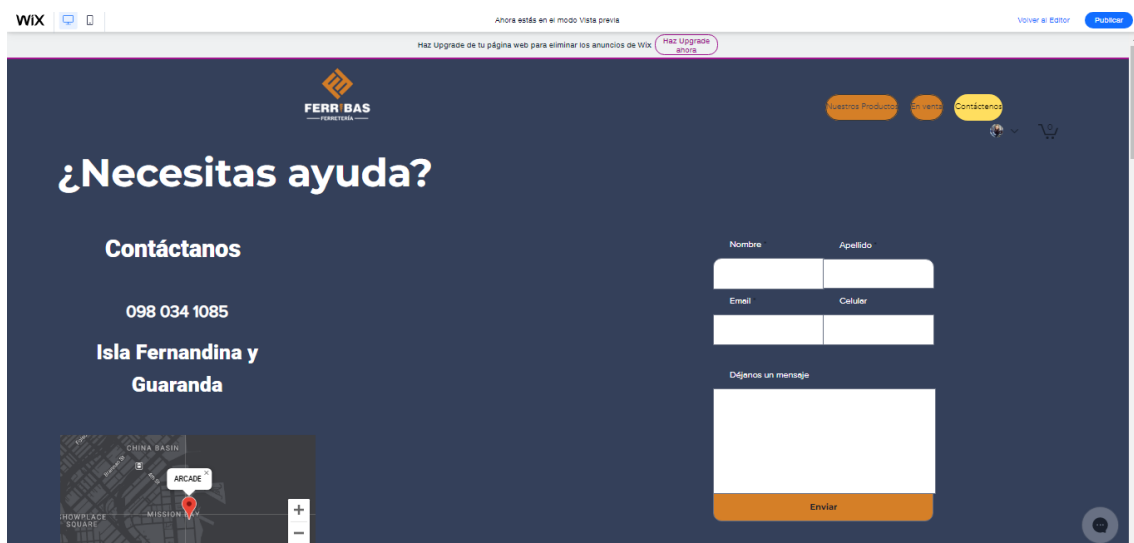 WiX
Ahora estás en el modo Vista previa
Volver al Editor
Publicar
Haz Upgrade de tu página web para eliminar los anuncios de Wix
Haz Upgrade
ahora
FERRIBAS
FERRETERÍA
Nuestros Productos
En venta
Contáctenos
0
¿Necesitas ayuda?
Contáctanos
098 034 1085
Isla Fernandina y
Guaranda
Nombre
Apellido
Email
Celular
Déjanos un mensaje
Enviar
CHINA BASIN
ARCADE
MISSION BAY
SHOWPLACE
SQUARE